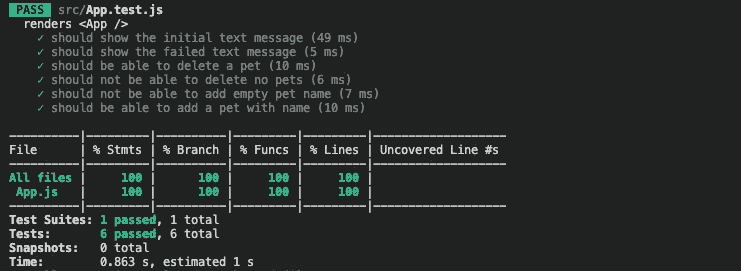 PASS src/App.test.js
renders <App />
✓ should show the initial text message (49 ms)
✓ should show the failed text message (5 ms)
✓ should be able to delete a pet (10 ms)
✓ should not be able to delete no pets (6 ms)
✓ should not be able to add empty pet name (7 ms)
✓ should be able to add a pet with name (10 ms)
----------|---------|----------|---------|---------|-------------------
File | % Stmts | % Branch | % Funcs | % Lines | Uncovered Line #s
----------|---------|----------|---------|---------|-------------------
All files | 100 | 100 | 100 | 100 |
App.js | 100 | 100 | 100 | 100 |
----------|---------|----------|---------|---------|-------------------
Test Suites: 1 passed, 1 total
Tests: 6 passed, 6 total
Snapshots: 0 total
Time: 0.863 s, estimated 1 s